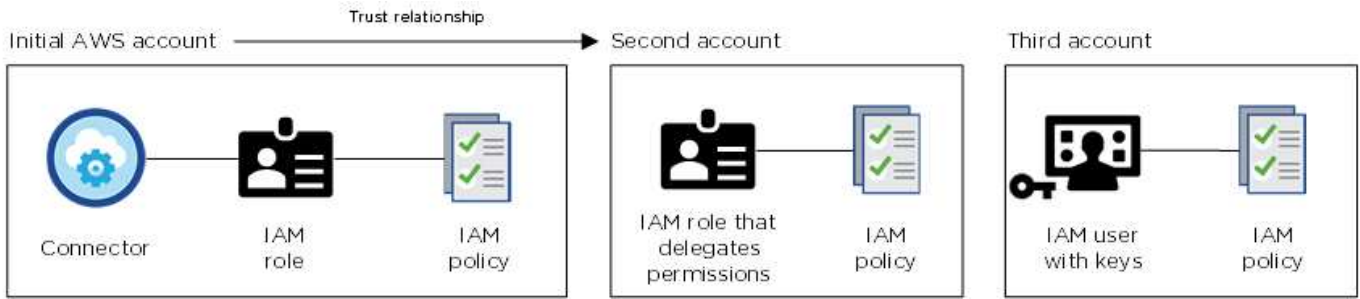 Trust relationship
Initial AWS account
Second account
Third account
Connector
IAM
role
IAM
policy
IAM role that
delegates
permissions
IAM
policy
IAM user
with keys
IAM
policy